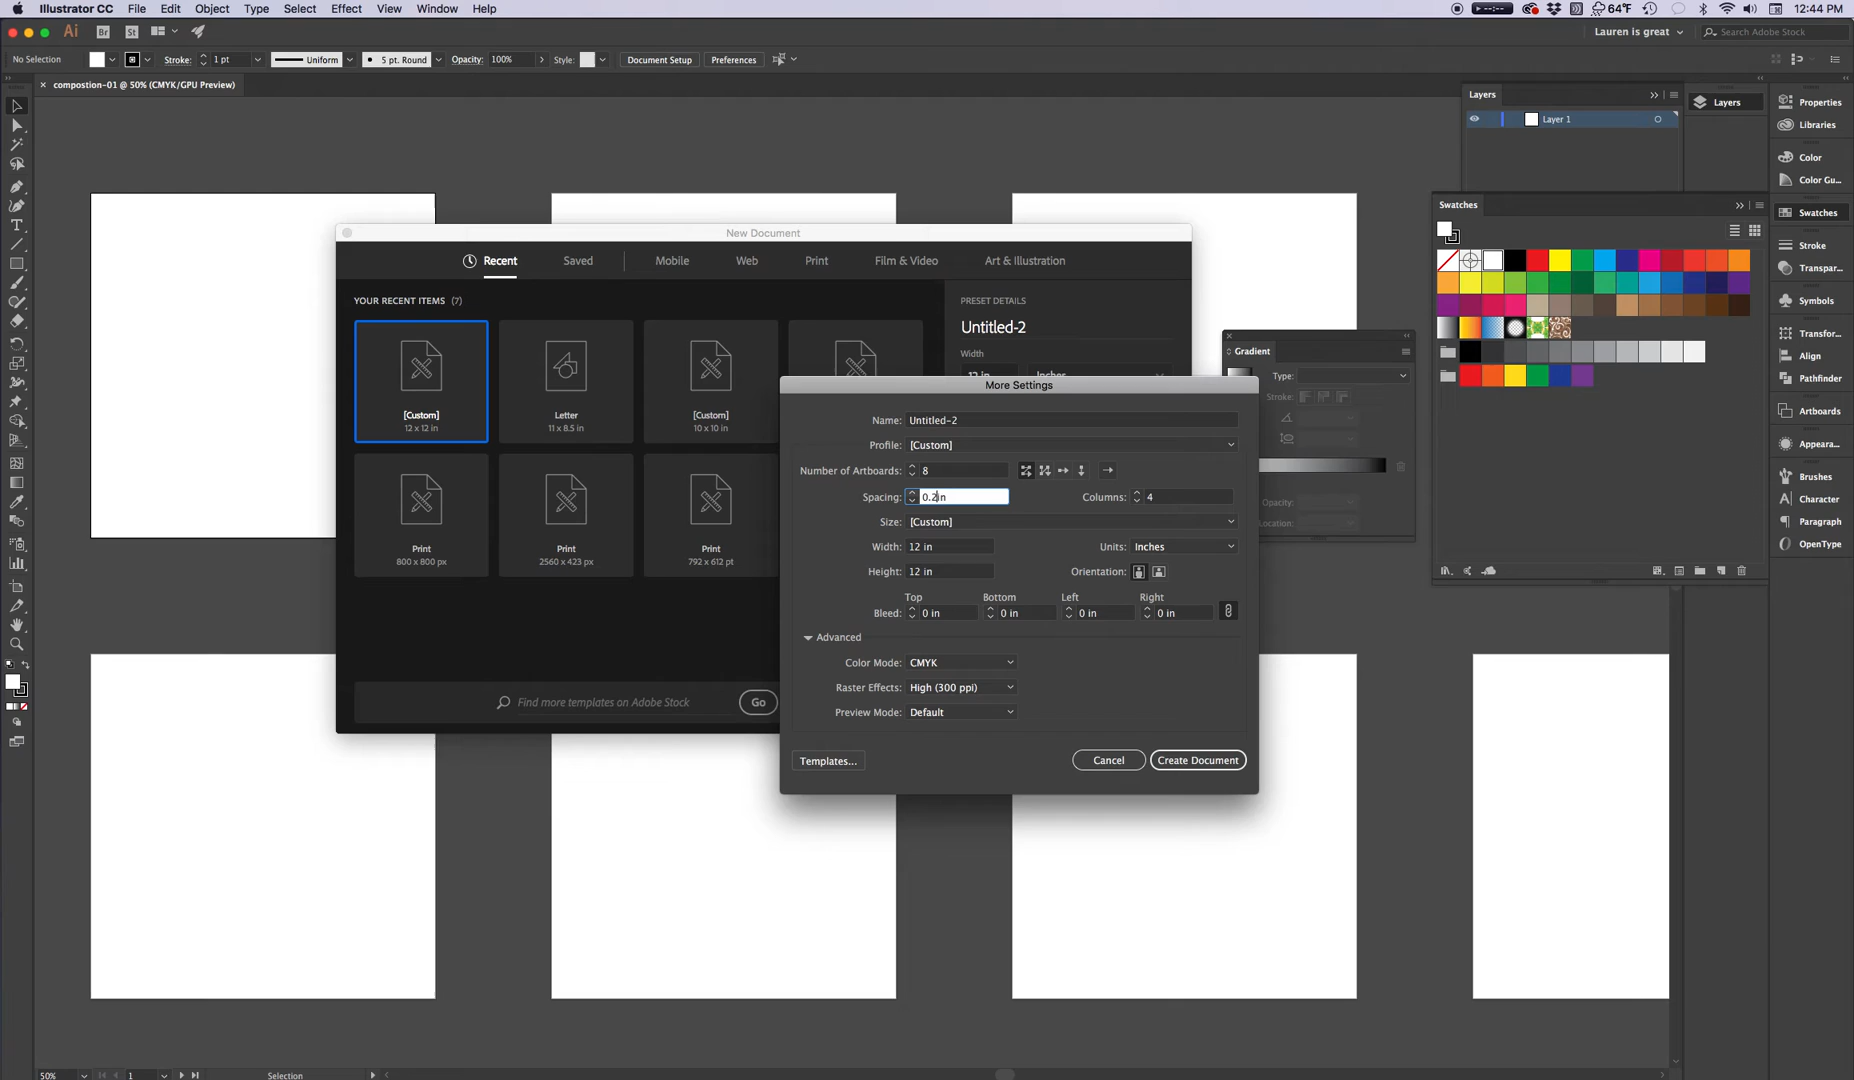 Illustrator CC File Edit Object Type Select Effect View Window Help
64°F 12:44 PM
Ai Br St Lauren is great Search Adobe Stock
No Selection Stroke: 1 pt Uniform 5 pt. Round Opacity: 100% Style: Document Setup Preferences
× compostion-01 @ 50% (CMYK/GPU Preview)
Layers
Layer 1
Layers
Properties
Libraries
Color
Color Gu...
Swatches
Stroke
Transpar...
Symbols
Transfor...
Align
Pathfinder
Artboards
Appeara...
Brushes
Character
Paragraph
OpenType
Swatches
Gradient
Type:
Stroke:
Opacity:
Location:
New Document
Recent Saved Mobile Web Print Film & Video Art & Illustration
YOUR RECENT ITEMS (7)
[Custom]
12 x 12 in
Letter
11 x 8.5 in
[Custom]
10 x 10 in
Print
800 x 800 px
Print
2560 x 423 px
Print
792 x 612 pt
Find more templates on Adobe Stock Go
PRESET DETAILS
Untitled-2
Width
12 in Inches
More Settings
Name: Untitled-2
Profile: [Custom]
Number of Artboards: 8
Spacing: 0.2in Columns: 4
Size: [Custom]
Width: 12 in Units: Inches
Height: 12 in Orientation:
Top Bottom Left Right
Bleed: 0 in 0 in 0 in 0 in
Advanced
Color Mode: CMYK
Raster Effects: High (300 ppi)
Preview Mode: Default
Templates... Cancel Create Document
50% 1 Selection